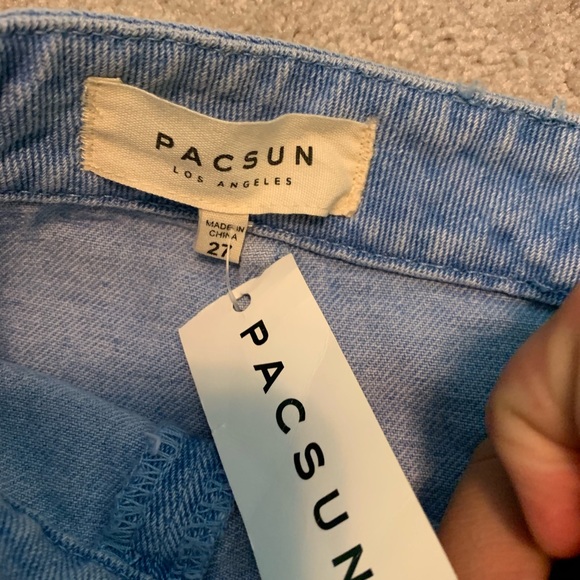 PACSUN
LOS ANGELES
MADE IN
CHINA
27
PACSUN